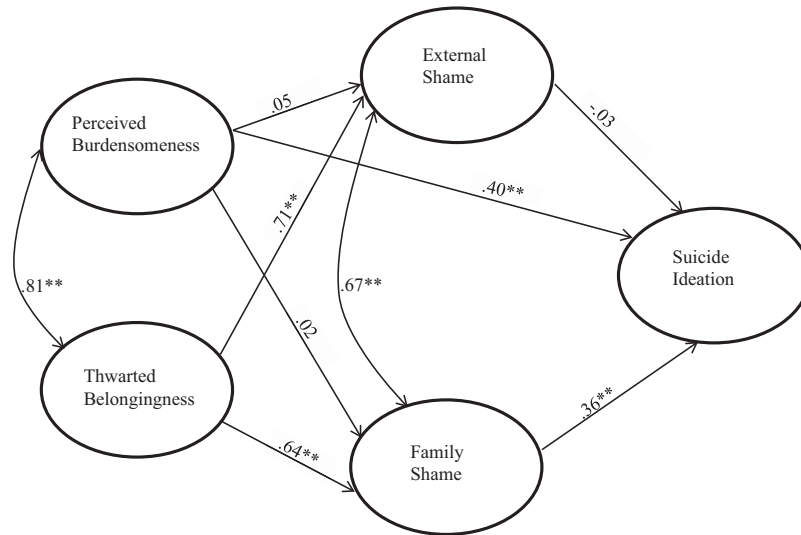 External
Shame
.05
-.03
Perceived
Burdensomeness
.40**
.71**
Suicide
Ideation
.81**
.67**
.02
Thwarted
Belongingness
.36**
.64**
Family
Shame